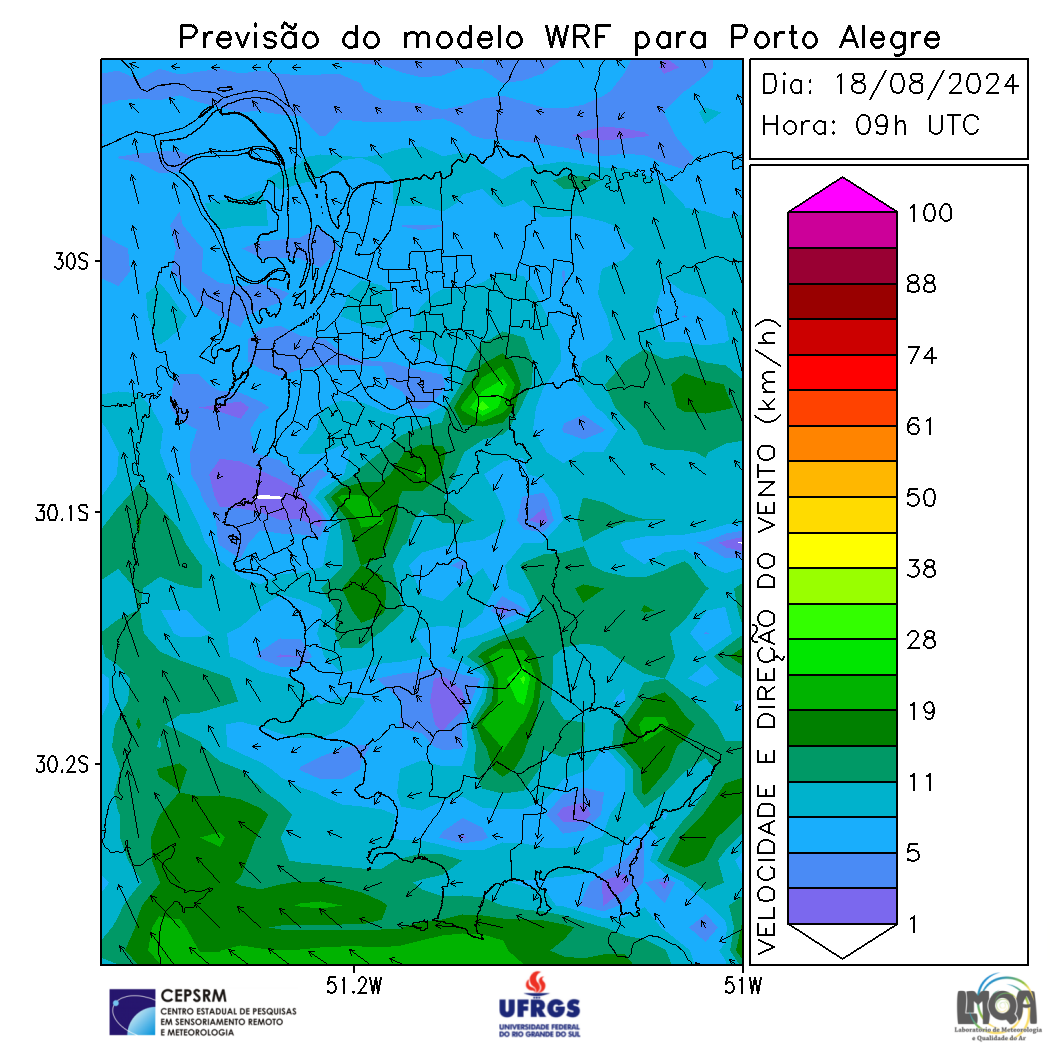 Previsão do modelo WRF para Porto Alegre
Dia: 18/08/2024
Hora: 09h UTC
30S
30.1S
30.2S
51.2W
51W
VELOCIDADE E DIREÇÃO DO VENTO (km/h)
100
88
74
61
50
38
28
19
11
5
1
CEPSRM
CENTRO ESTADUAL DE PESQUISAS
EM SENSORIAMENTO REMOTO
E METEOROLOGIA
UFRGS
UNIVERSIDADE FEDERAL
DO RIO GRANDE DO SUL
LMQA
Laboratório de Meteorologia
e Qualidade do Ar